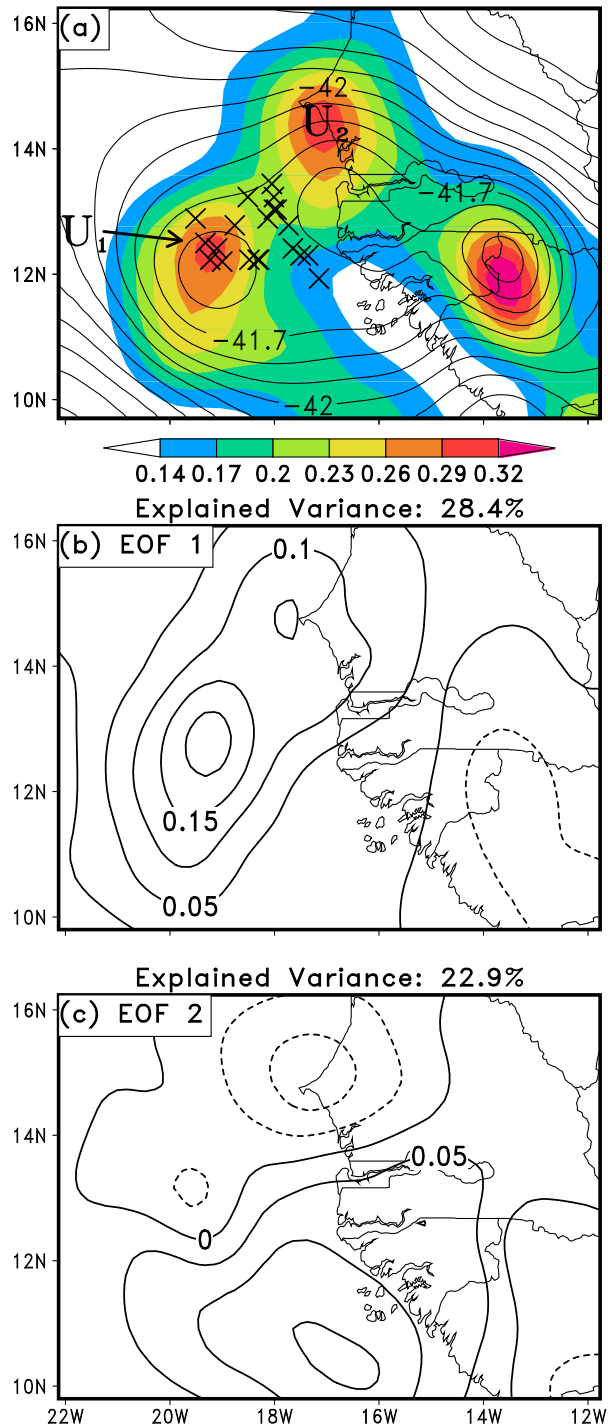 16N
(a)
−42
U₂
14N
−41.7
U₁
12N
−41.7
10N
−42
0.14 0.17 0.2 0.23 0.26 0.29 0.32
Explained Variance: 28.4%
16N
(b) EOF 1
0.1
14N
12N
0.15
0.05
10N
Explained Variance: 22.9%
16N
(c) EOF 2
14N
0.05
0
12N
10N
22W 20W 18W 16W 14W 12W